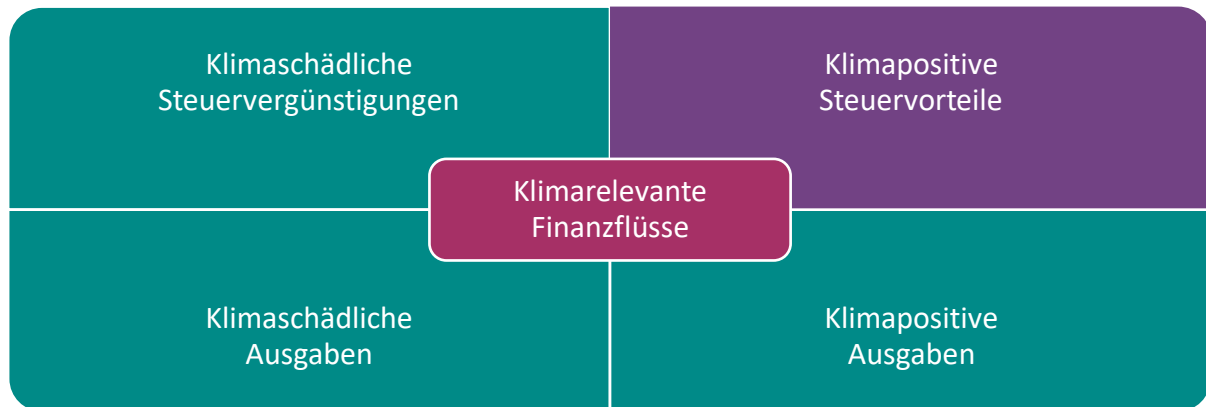 Klimaschädliche
Steuervergünstigungen
Klimapositive
Steuervorteile
Klimarelevante
Finanzflüsse
Klimaschädliche
Ausgaben
Klimapositive
Ausgaben